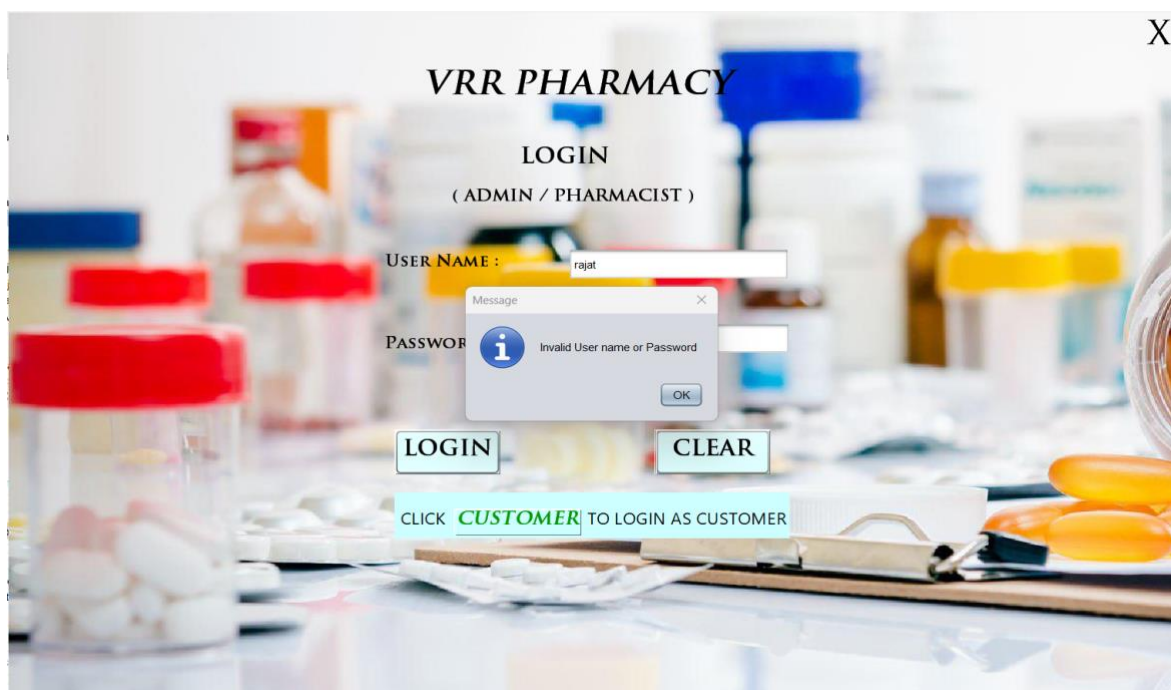 X
VRR PHARMACY
LOGIN
( ADMIN / PHARMACIST )
USER NAME : rajat
Message
PASSWOR
Invalid User name or Password
OK
LOGIN CLEAR
CLICK CUSTOMER TO LOGIN AS CUSTOMER